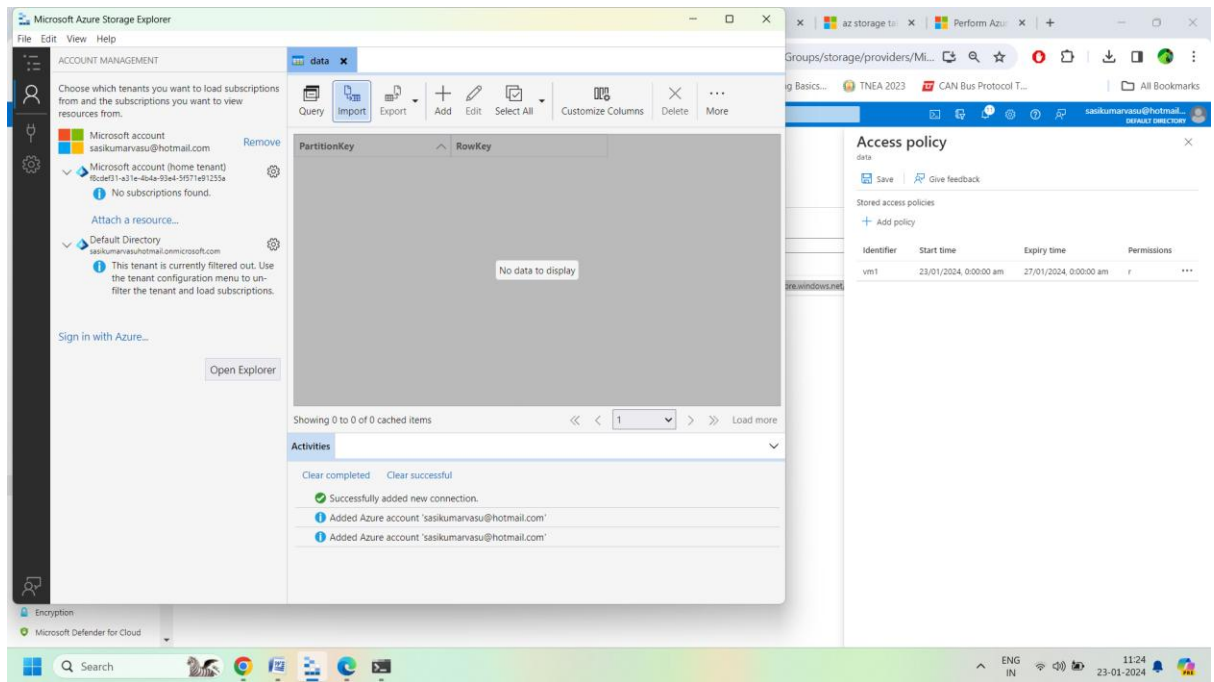 Microsoft Azure Storage Explorer
File Edit View Help
ACCOUNT MANAGEMENT
Choose which tenants you want to load subscriptions
from and the subscriptions you want to view
resources from.
Microsoft account
sasikumarvasu@hotmail.com
Remove
Microsoft account (home tenant)
f8cdef31-a31e-4b4a-93e4-5f571e91255a
No subscriptions found.
Attach a resource...
Default Directory
sasikumarvasuhotmail.onmicrosoft.com
This tenant is currently filtered out. Use
the tenant configuration menu to un-
filter the tenant and load subscriptions.
Sign in with Azure...
Open Explorer
data
Query Import Export Add Edit Select All Customize Columns Delete More
PartitionKey RowKey
No data to display
Showing 0 to 0 of 0 cached items
1
Load more
Activities
Clear completed Clear successful
Successfully added new connection.
Added Azure account 'sasikumarvasu@hotmail.com'
Added Azure account 'sasikumarvasu@hotmail.com'
az storage ta
Perform Azu
Groups/storage/providers/Mi...
ng Basics... TNEA 2023 CAN Bus Protocol T... All Bookmarks
sasikumarvasu@hotmail...
DEFAULT DIRECTORY
Access policy
data
Save Give feedback
Stored access policies
Add policy
Identifier Start time Expiry time Permissions
vm1 23/01/2024, 0:00:00 am 27/01/2024, 0:00:00 am r
ore.windows.net/
Encryption
Microsoft Defender for Cloud
Search
ENG
IN
11:24
23-01-2024
PRE